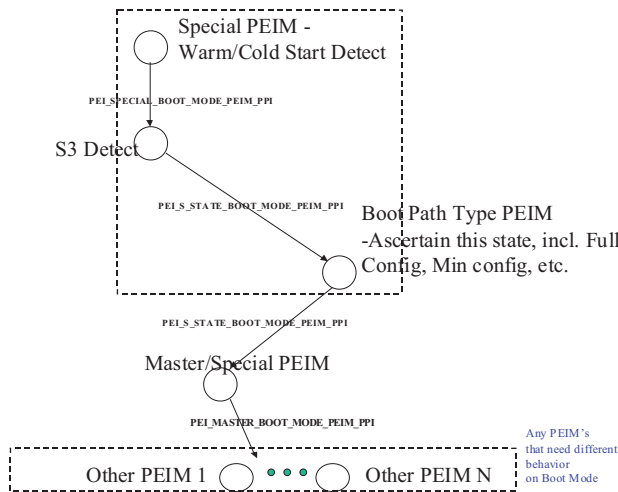 Special PEIM -
Warm/Cold Start Detect
PEI_SPECIAL_BOOT_MODE_PEIM_PPI
S3 Detect
PEI_S_STATE_BOOT_MODE_PEIM_PPI
Boot Path Type PEIM
-Ascertain this state, incl. Full
Config, Min config, etc.
PEI_S_STATE_BOOT_MODE_PEIM_PPI
Master/Special PEIM
PEI_MASTER_BOOT_MODE_PEIM_PPI
Any PEIM's
that need different
behavior
on Boot Mode
Other PEIM 1
Other PEIM N